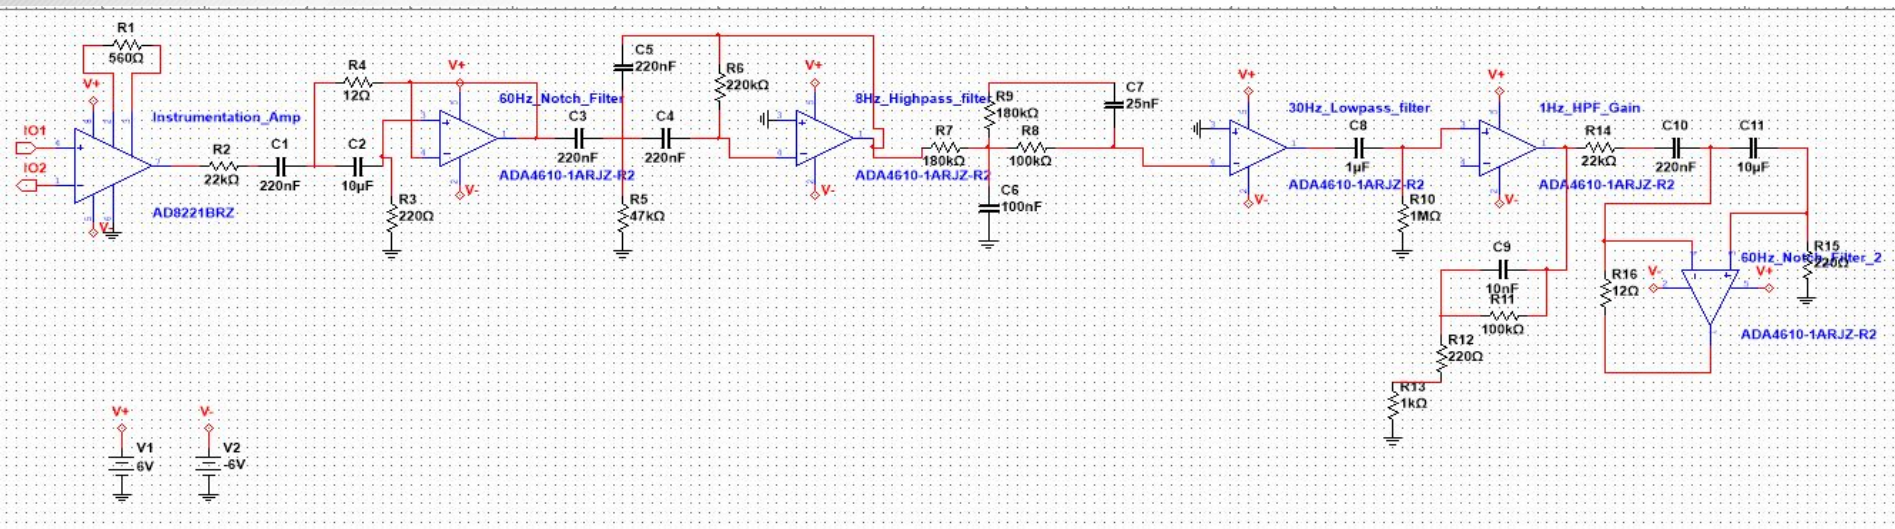 R1
560Ω
V+
Instrumentation_Amp
IO1
IO2
AD8221BRZ
V-
R2
22kΩ
C1
220nF
R4
12Ω
C2
10µF
R3
220Ω
V+
60Hz_Notch_Filter
ADA4610-1ARJZ-R2
V-
C3
220nF
C5
220nF
C4
220nF
R5
47kΩ
R6
220kΩ
V+
8Hz_Highpass_filter
ADA4610-1ARJZ-R2
V-
R7
180kΩ
R9
180kΩ
R8
100kΩ
C6
100nF
C7
25nF
V+
30Hz_Lowpass_filter
ADA4610-1ARJZ-R2
V-
C8
1µF
R10
1MΩ
V+
1Hz_HPF_Gain
ADA4610-1ARJZ-R2
V-
R14
22kΩ
C10
220nF
C11
10µF
C9
10nF
R11
100kΩ
R12
220Ω
R13
1kΩ
R16
12Ω
V-
60Hz_Notch_Filter_2
V+
R15
220Ω
ADA4610-1ARJZ-R2
V+
V1
6V
V-
V2
-6V